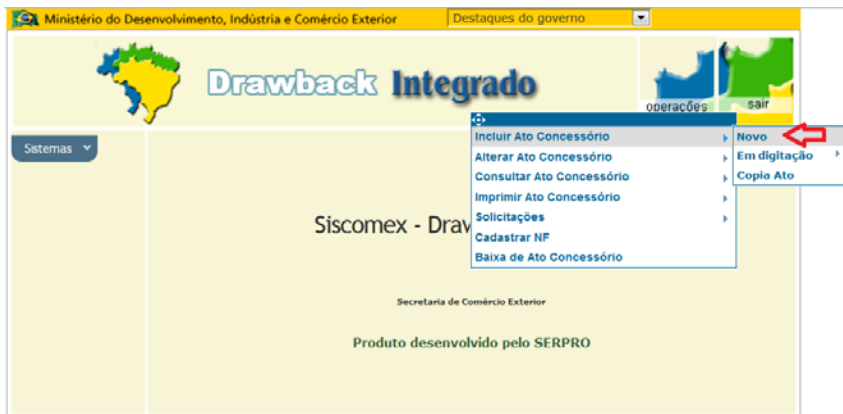 Ministério do Desenvolvimento, Indústria e Comércio Exterior
Destaques do governo
Drawback Integrado
operações
sair
Sistemas
Incluir Ato Concessório
Alterar Ato Concessório
Consultar Ato Concessório
Imprimir Ato Concessório
Solicitações
Cadastrar NF
Baixa de Ato Concessório
Novo
Em digitação
Copia Ato
Siscomex - Draw
Secretaria de Comércio Exterior
Produto desenvolvido pelo SERPRO